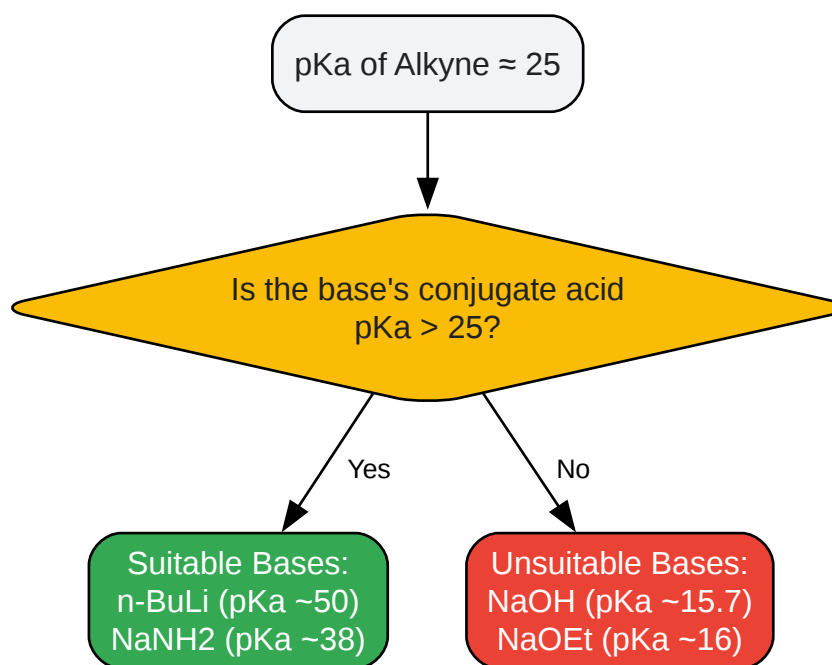 pKa of Alkyne ≈ 25
Is the base's conjugate acid
pKa > 25?
Yes
No
Suitable Bases:
n-BuLi (pKa ~50)
NaNH2 (pKa ~38)
Unsuitable Bases:
NaOH (pKa ~15.7)
NaOEt (pKa ~16)